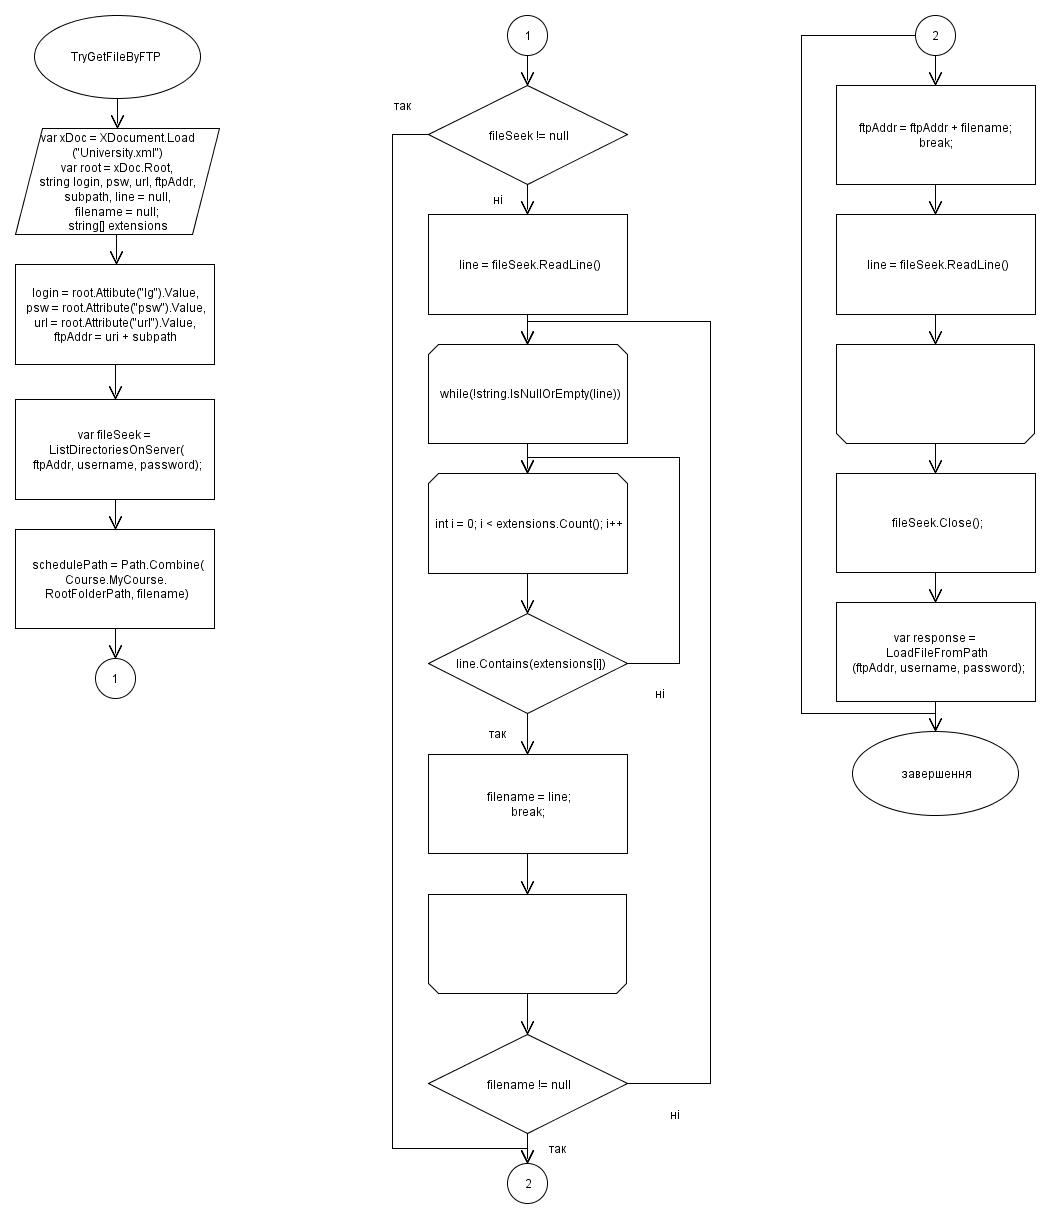 TryGetFileByFTP
var xDoc = XDocument.Load
("University.xml")
var root = xDoc.Root,
string login, psw, url, ftpAddr,
subpath, line = null,
filename = null;
string[] extensions
login = root.Attibute("lg").Value,
psw = root.Attribute("psw").Value,
url = root.Attribute("url").Value,
ftpAddr = uri + subpath
var fileSeek =
ListDirectoriesOnServer(
ftpAddr, username, password);
schedulePath = Path.Combine(
Course.MyCourse.
RootFolderPath, filename)
1
1
так
fileSeek != null
ні
line = fileSeek.ReadLine()
while(!string.IsNullOrEmpty(line))
int i = 0; i < extensions.Count(); i++
line.Contains(extensions[i])
ні
так
filename = line;
break;
filename != null
ні
так
2
2
ftpAddr = ftpAddr + filename;
break;
line = fileSeek.ReadLine()
fileSeek.Close();
var response =
LoadFileFromPath
(ftpAddr, username, password);
завершення